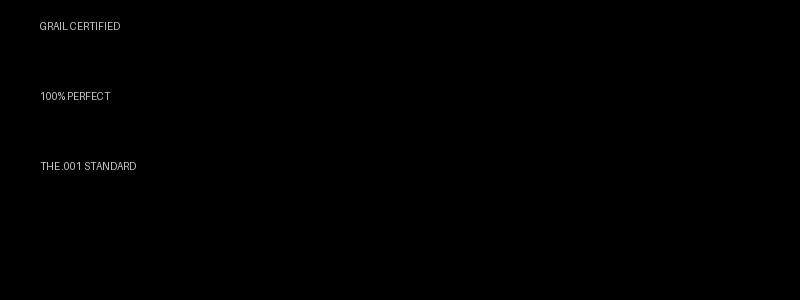 GRAIL CERTIFIED
100% PERFECT
THE .001 STANDARD